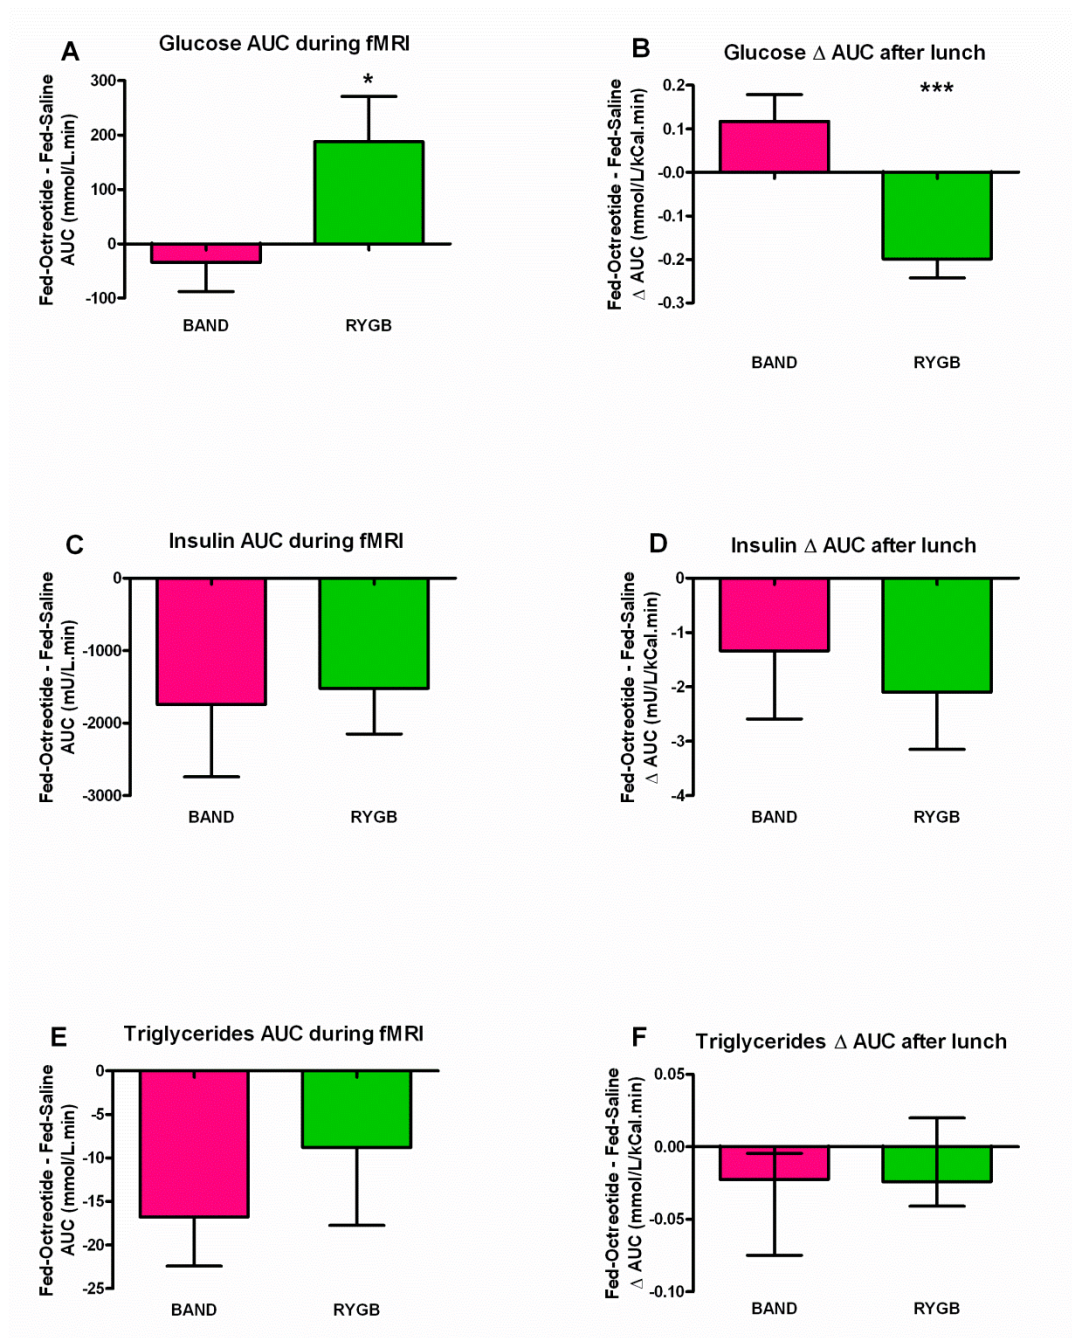 A
Glucose AUC during fMRI
Fed-Octreotide - Fed-Saline
AUC (mmol/L.min)
300
200
100
0
-100
*
BAND
RYGB
B
Glucose Δ AUC after lunch
Fed-Octreotide - Fed-Saline
Δ AUC (mmol/L/kCal.min)
0.2
0.1
-0.0
-0.1
-0.2
-0.3
***
BAND
RYGB
C
Insulin AUC during fMRI
Fed-Octreotide - Fed-Saline
AUC (mU/L.min)
0
-1000
-2000
-3000
BAND
RYGB
D
Insulin Δ AUC after lunch
Fed-Octreotide - Fed-Saline
Δ AUC (mU/L/kCal.min)
0
-1
-2
-3
-4
BAND
RYGB
E
Triglycerides AUC during fMRI
Fed-Octreotide - Fed-Saline
AUC (mmol/L.min)
0
-5
-10
-15
-20
-25
BAND
RYGB
F
Triglycerides Δ AUC after lunch
Fed-Octreotide - Fed-Saline
Δ AUC (mmol/L/kCal.min)
0.05
0.00
-0.05
-0.10
BAND
RYGB